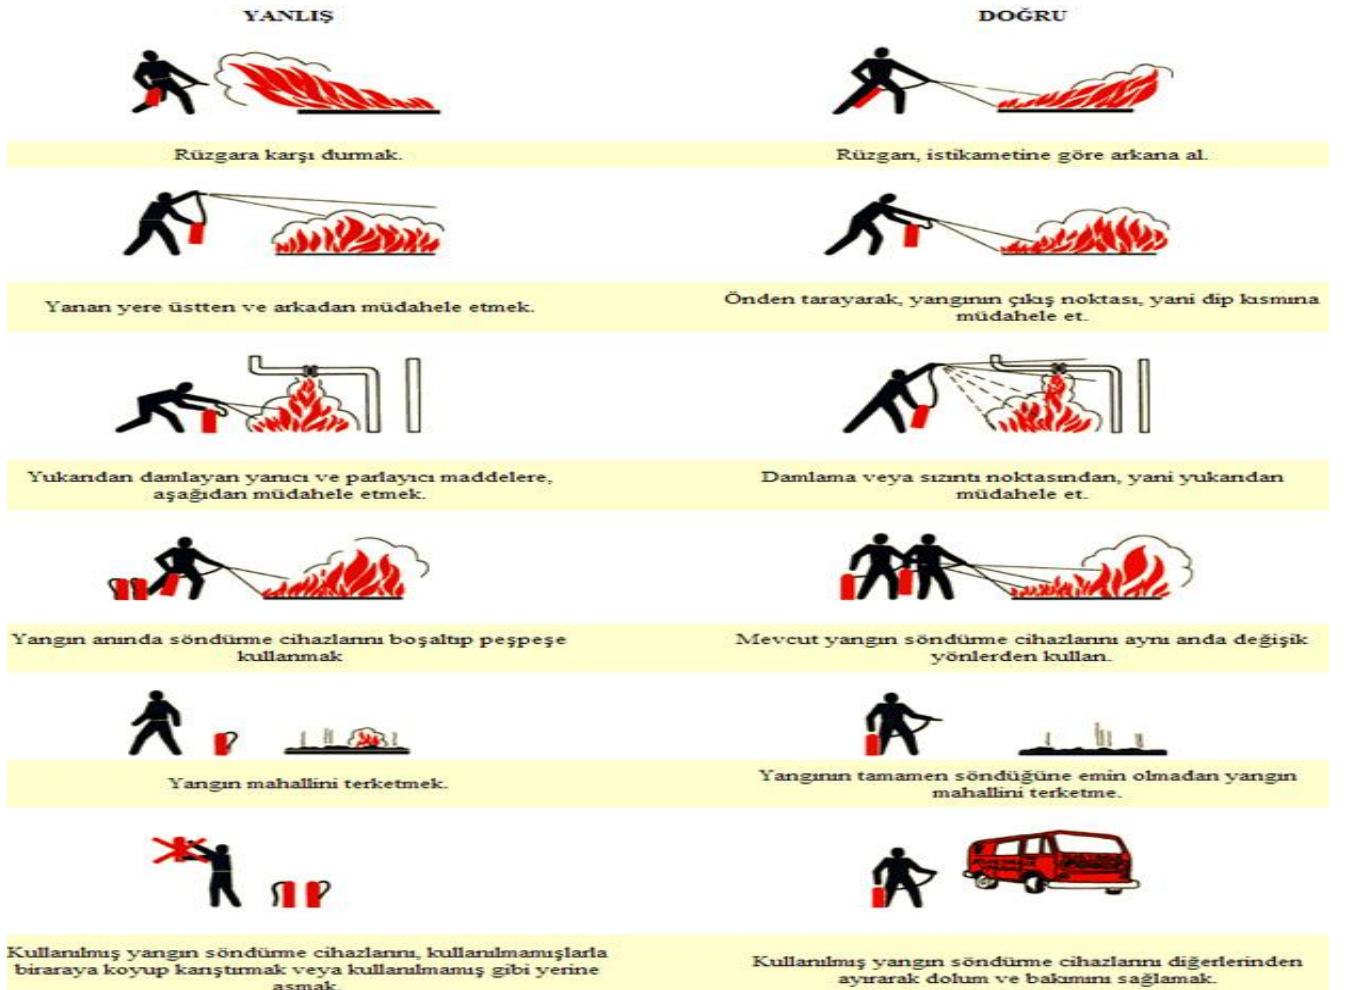 YANLIŞ
DOĞRU
Rüzgara karşı durmak.
Rüzgarı, istikametine göre arkana al.
Yanan yere üstten ve arkadan müdahele etmek.
Önden tarayarak, yangının çıkış noktası, yani dip kısmına
müdahele et.
Yukarıdan damlayan yanıcı ve parlayıcı maddelere,
aşağıdan müdahele etmek.
Damlama veya sızıntı noktasından, yani yukarıdan
müdahele et.
Yangın anında söndürme cihazlarını boşaltıp peşpeşe
kullanmak
Mevcut yangın söndürme cihazlarını aynı anda değişik
yönlerden kullan.
Yangın mahallini terketmek.
Yangının tamamen söndüğüne emin olmadan yangın
mahallini terketme.
Kullanılmış yangın söndürme cihazlarını, kullanılmamışlarla
biraraya koyup karıştırmak veya kullanılmamış gibi yerine
asmak.
Kullanılmış yangın söndürme cihazlarını diğerlerinden
ayırarak dolum ve bakımını sağlamak.